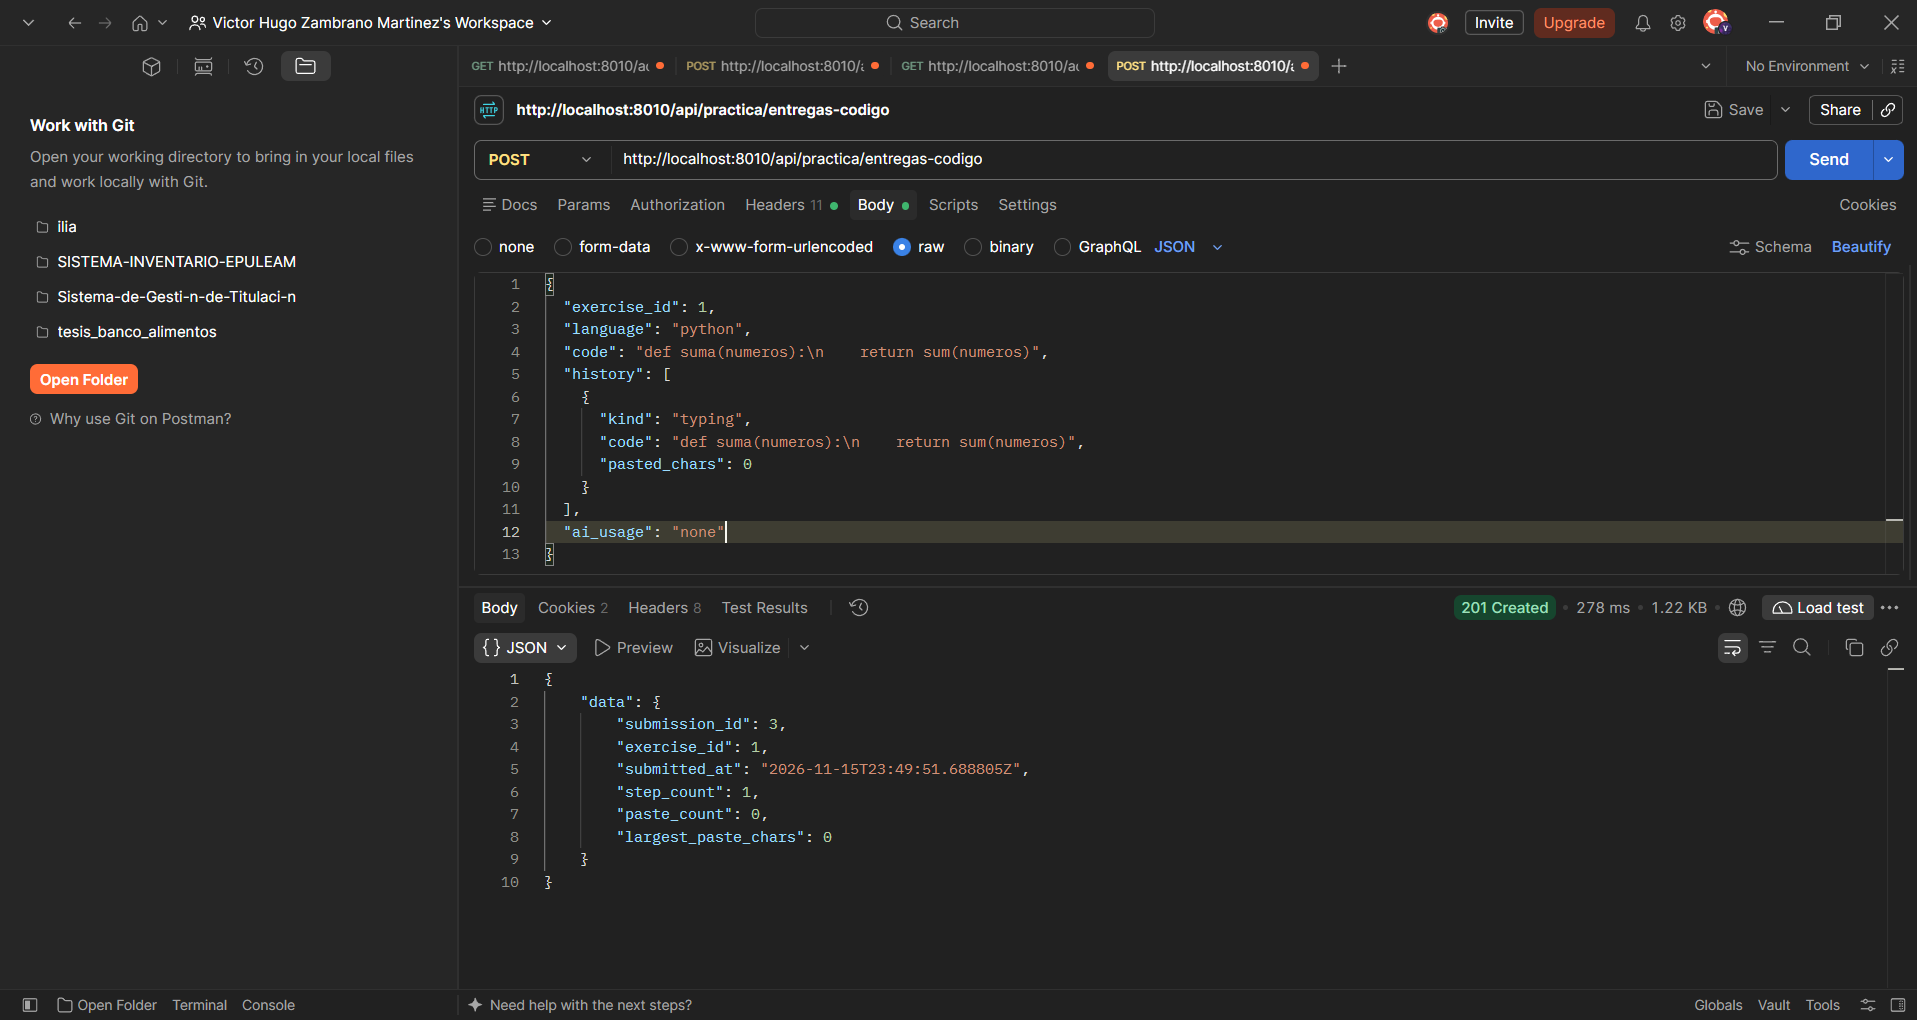 Victor Hugo Zambrano Martinez's Workspace
Search
Invite
Upgrade
GET http://localhost:8010/a
POST http://localhost:8010/
GET http://localhost:8010/a
POST http://localhost:8010/
No Environment
Work with Git
Open your working directory to bring in your local files
and work locally with Git.
ilia
SISTEMA-INVENTARIO-EPULEAM
Sistema-de-Gesti-n-de-Titulaci-n
tesis_banco_alimentos
Open Folder
Why use Git on Postman?
HTTP http://localhost:8010/api/practica/entregas-codigo
Save
Share
POST http://localhost:8010/api/practica/entregas-codigo
Send
Docs Params Authorization Headers 11 Body Scripts Settings
Cookies
none form-data x-www-form-urlencoded raw binary GraphQL JSON
Schema Beautify
1 {
2 "exercise_id": 1,
3 "language": "python",
4 "code": "def suma(numeros):\n    return sum(numeros)",
5 "history": [
6 {
7 "kind": "typing",
8 "code": "def suma(numeros):\n    return sum(numeros)",
9 "pasted_chars": 0
10 }
11 ],
12 "ai_usage": "none"
13 }
Body Cookies 2 Headers 8 Test Results
201 Created 278 ms 1.22 KB Load test
{} JSON Preview Visualize
1 {
2 "data": {
3 "submission_id": 3,
4 "exercise_id": 1,
5 "submitted_at": "2026-11-15T23:49:51.688805Z",
6 "step_count": 1,
7 "paste_count": 0,
8 "largest_paste_chars": 0
9 }
10 }
Open Folder Terminal Console
Need help with the next steps?
Globals Vault Tools